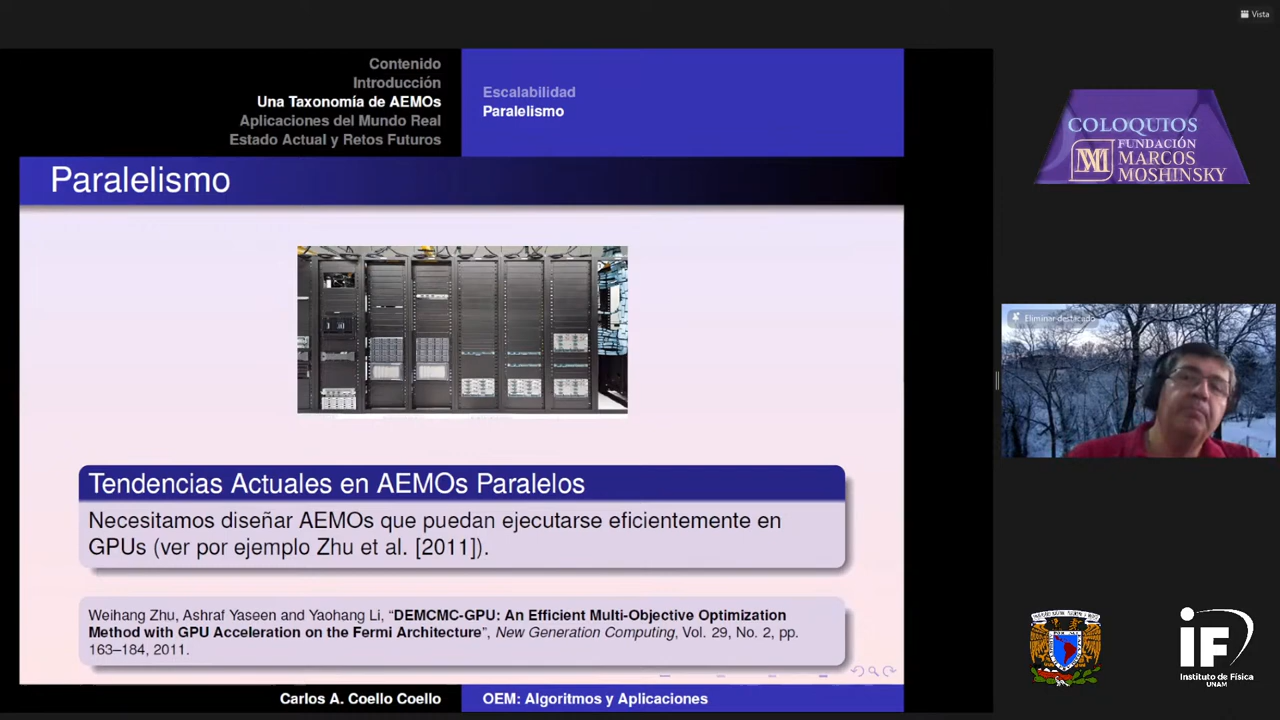 Vista
Contenido
Introducción
Una Taxonomía de AEMOs
Aplicaciones del Mundo Real
Estado Actual y Retos Futuros
Escalabilidad
Paralelismo
Paralelismo
Tendencias Actuales en AEMOs Paralelos
Necesitamos diseñar AEMOs que puedan ejecutarse eficientemente en
GPUs (ver por ejemplo Zhu et al. [2011]).
Weihang Zhu, Ashraf Yaseen and Yaohang Li, “DEMCMC-GPU: An Efficient Multi-Objective Optimization
Method with GPU Acceleration on the Fermi Architecture”, New Generation Computing, Vol. 29, No. 2, pp.
163–184, 2011.
Carlos A. Coello Coello
OEM: Algoritmos y Aplicaciones
COLOQUIOS
FUNDACIÓN
MARCOS
MOSHINSKY
Eliminar destacado
iF
Instituto de Física
UNAM